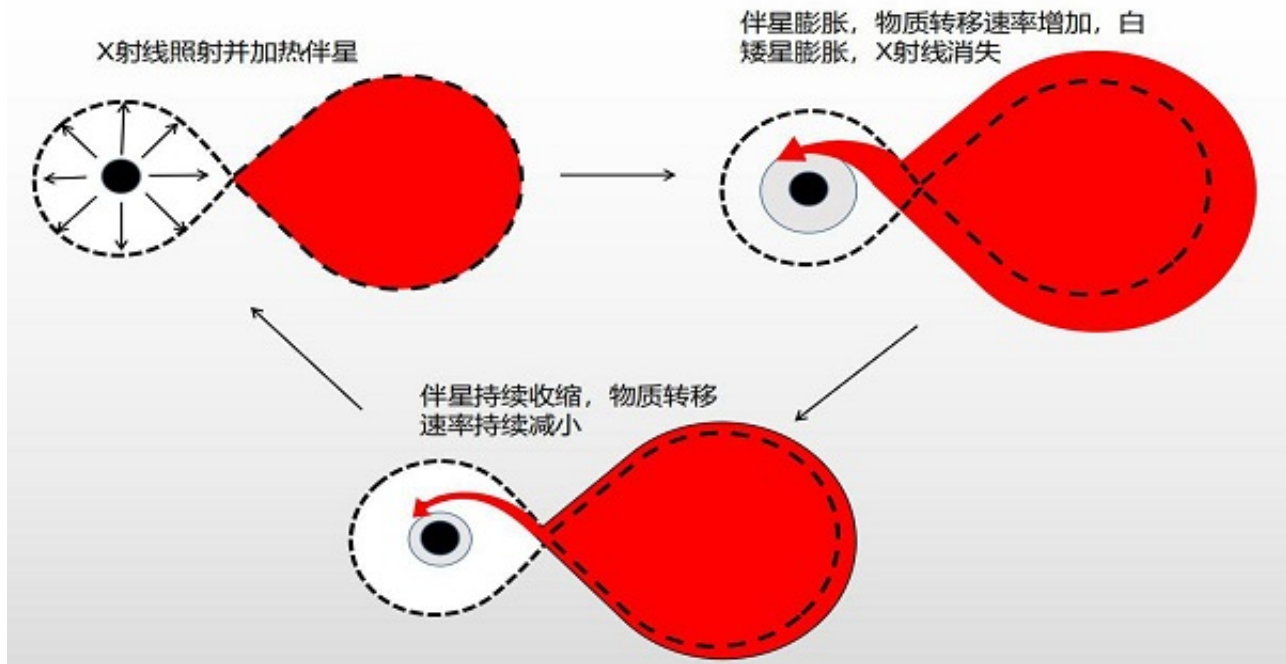 X射线照射并加热伴星
伴星膨胀，物质转移速率增加，白
矮星膨胀，X射线消失
伴星持续收缩，物质转移
速率持续减小